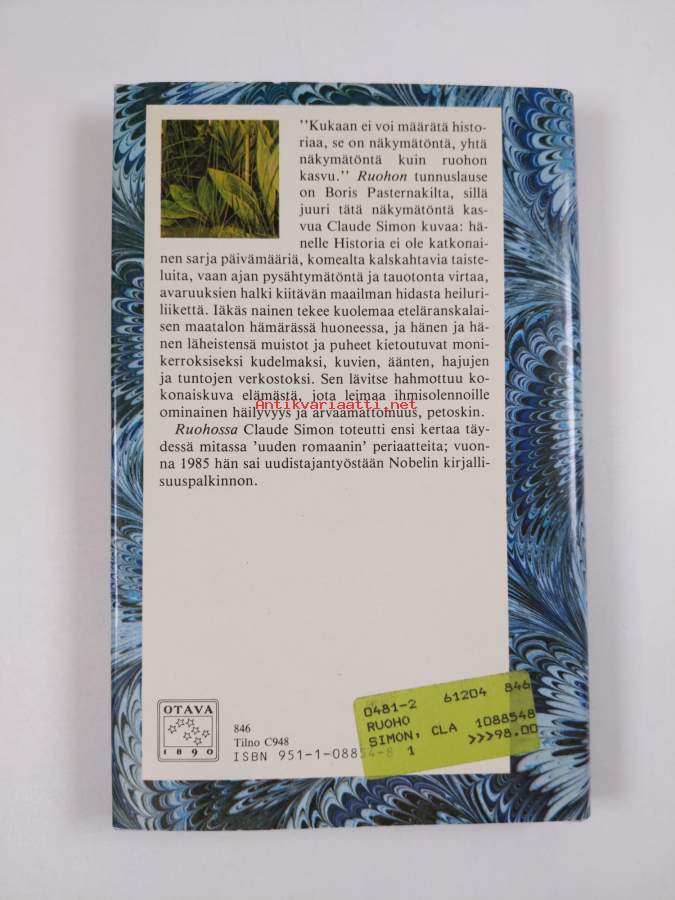 "Kukaan ei voi määrätä histo-
riaa, se on näkymätöntä, yhtä
näkymätöntä kuin ruohon
kasvu." Ruohon tunnuslause
on Boris Pasternakilta, sillä
juuri tätä näkymätöntä kas-
vua Claude Simon kuvaa: hä-
nelle Historia ei ole katkonai-
nen sarja päivämääriä, komealta kalskahtavia taiste-
luita, vaan ajan pysähtymätöntä ja tauotonta virtaa,
avaruuksien halki kiitävän maailman hidasta heiluri-
liikettä. Iäkäs nainen tekee kuolemaa eteläranskalai-
sen maatalon hämärässä huoneessa, ja hänen ja hä-
nen läheistensä muistot ja puheet kietoutuvat moni-
kerroksiseksi kudelmaksi, kuvien, äänten, hajujen
ja tuntojen verkostoksi. Sen lävitse hahmottuu ko-
konaiskuva elämästä, jota leimaa ihmisolennoille
Antikvariaatti.net
ominainen häilyvyys ja arvaamattomuus, petoskin.
Ruohossa Claude Simon toteutti ensi kertaa täy-
dessä mitassa 'uuden romaanin' periaatteita; vuon-
na 1985 hän sai uudistajantyöstään Nobelin kirjalli-
suuspalkinnon.
OTAVA
1890
846
Tilno C948
ISBN 951-1-08854-8
0481-2 61204 846
RUOHO
SIMON, CLA 1088548
1 >>>98.00